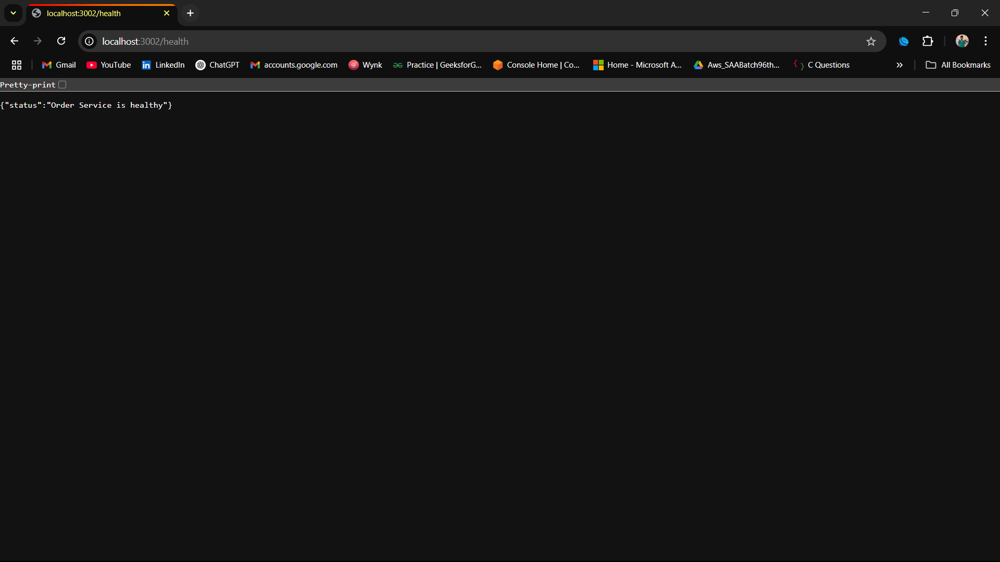 localhost:3002/health
localhost:3002/health
Gmail YouTube LinkedIn ChatGPT accounts.google.com Wynk Practice | GeeksforG... Console Home | Co... Home - Microsoft A... Aws_SAABatch96th... C Questions All Bookmarks
Pretty-print
{"status":"Order Service is healthy"}